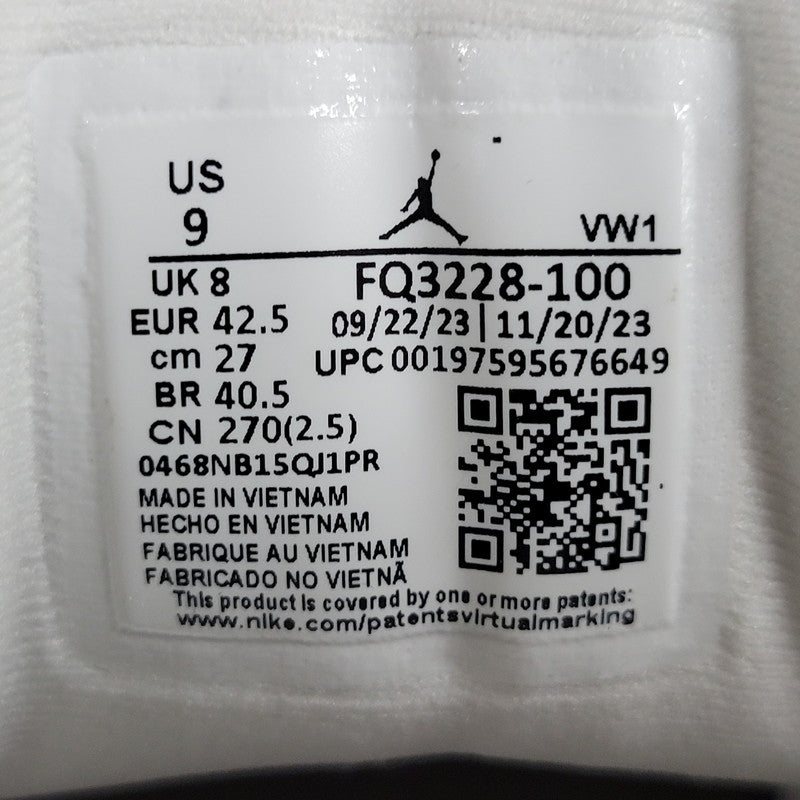 US
9
VW1
UK 8
FQ3228-100
EUR 42.5
09/22/23 | 11/20/23
cm 27
UPC 00197595676649
BR 40.5
CN 270(2.5)
0468NB15QJ1PR
MADE IN VIETNAM
HECHO EN VIETNAM
FABRIQUE AU VIETNAM
FABRICADO NO VIETNÃ
This product is covered by one or more patents:
www.nike.com/patentsvirtualmarking